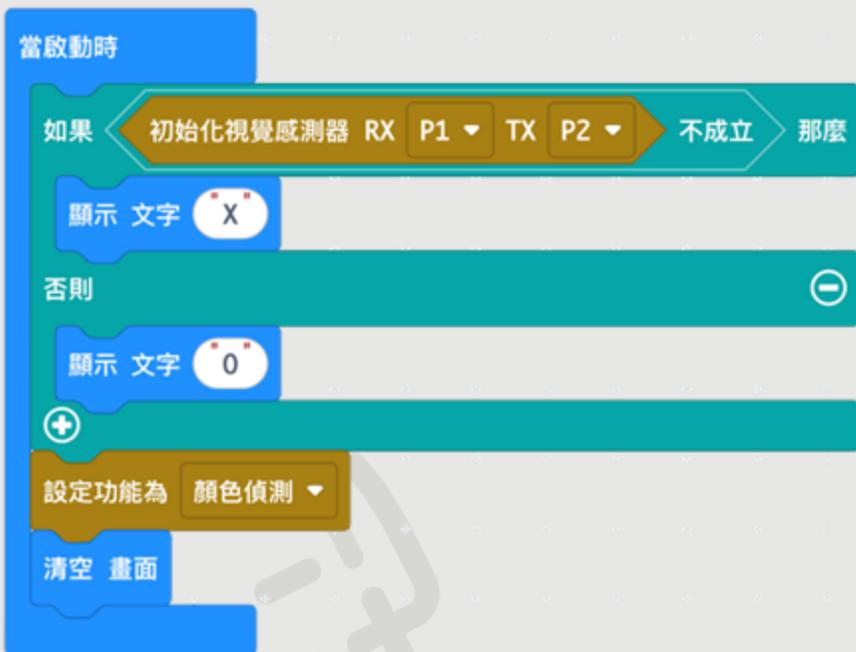 當啟動時
如果 初始化視覺感測器 RX P1 TX P2 不成立 那麼
顯示 文字 "X"
否則
顯示 文字 "O"
設定功能為 顏色偵測
清空 畫面